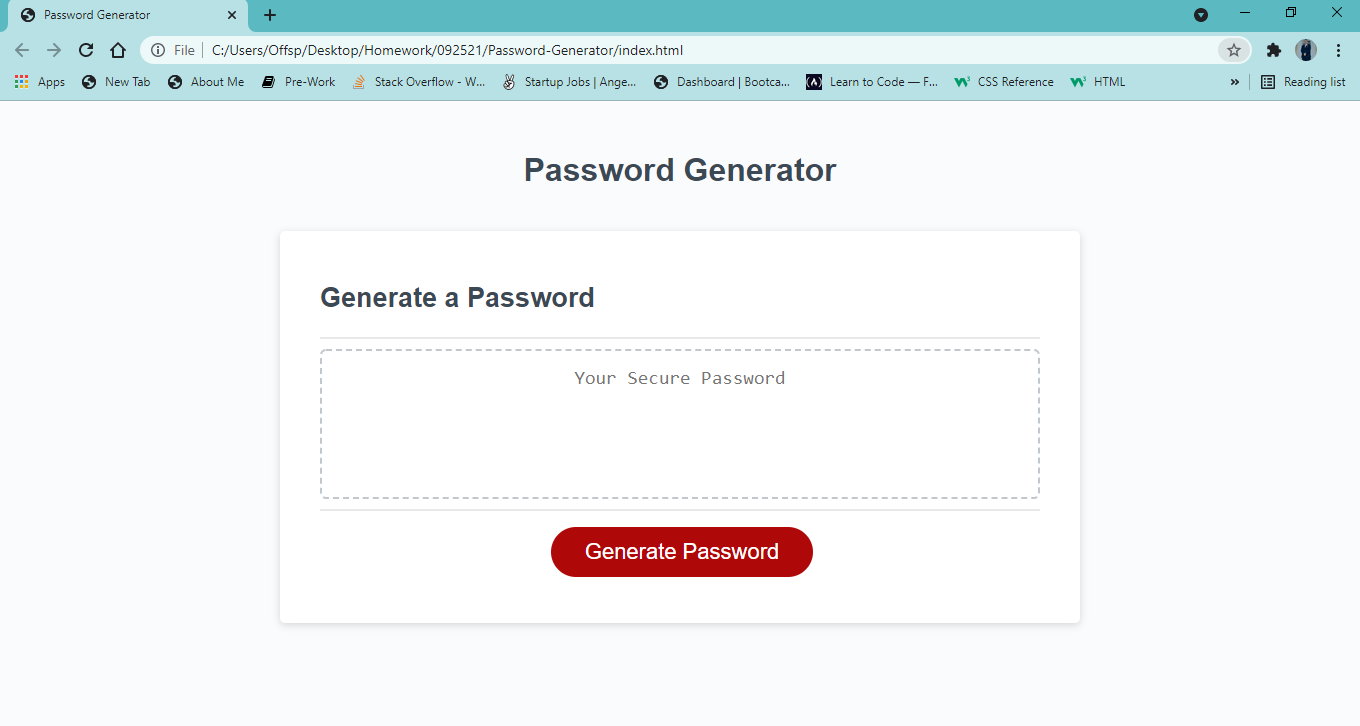 Password Generator
File C:/Users/Offsp/Desktop/Homework/092521/Password-Generator/index.html
Apps New Tab About Me Pre-Work Stack Overflow - W... Startup Jobs | Ange... Dashboard | Bootca... Learn to Code — F... CSS Reference HTML » Reading list
Password Generator
Generate a Password
Your Secure Password
Generate Password